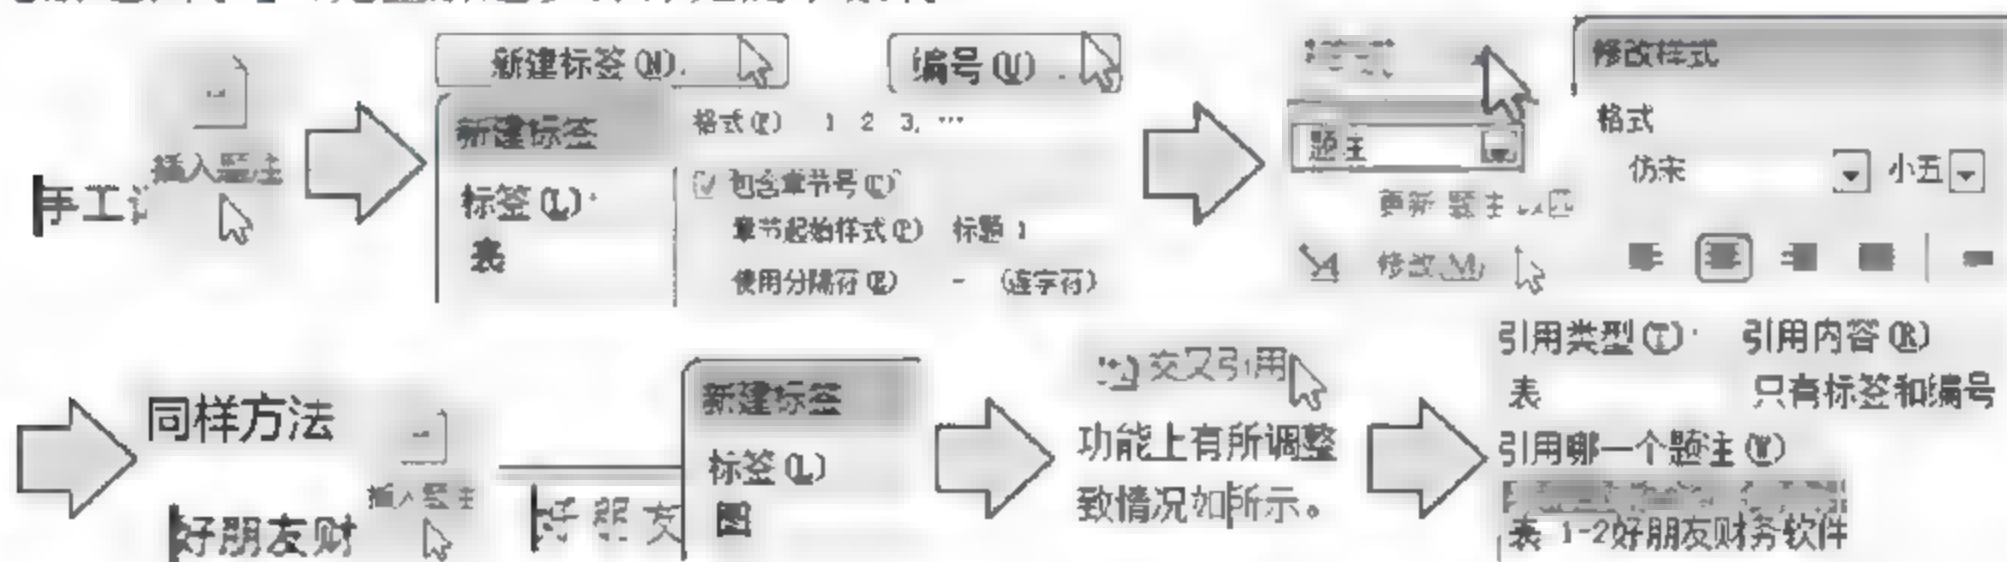 新建标签(N).
编号(U)...
修改样式
新建标签
格式(F) 1 2 3, …
格式
题注
插入题注
手工
标签(L):
包含章节号(C)
仿宋 小五
表
章节起始样式(P) 标题 1
更新 题注 以匹
使用分隔符(E) - (连字符)
修改(M)
引用类型(T): 引用内容(R)
交叉引用
同样方法
新建标签
表 只有标签和编号
功能上有所调整
引用哪一个题注(W)
标签(L)
插入题注
致情况如所示。
好朋友财
好朋友
图
表 1-2好朋友财务软件